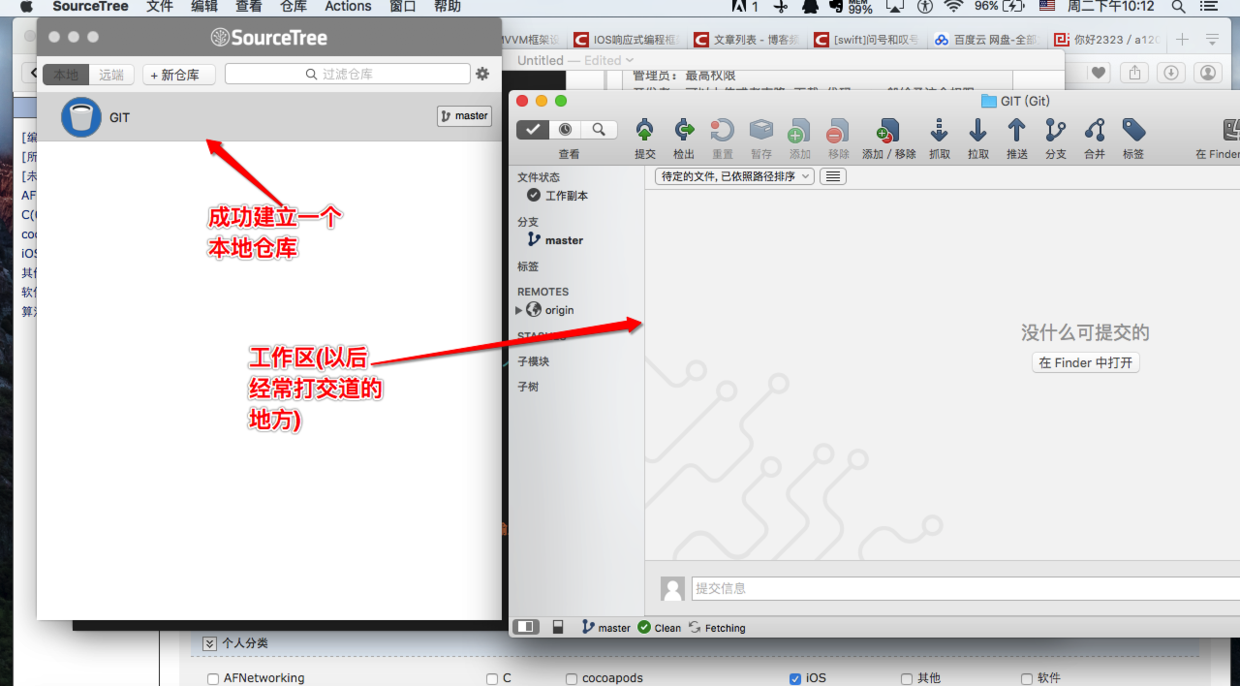 SourceTree 文件 编辑 查看 仓库 Actions 窗口 帮助 1 MEM 99% 96% 周二下午10:12
SourceTree
本地 远端 + 新仓库 过滤仓库
GIT master
成功建立一个
本地仓库
工作区(以后
经常打交道的
地方)
IOS响应式编程框 文章列表 - 博客频 [swift]问号和叹号 百度云 网盘-全部 你好2323 / a120
Untitled — Edited
管理员: 最高权限
GIT (Git)
查看 提交 检出 重置 暂存 添加 移除 添加 / 移除 抓取 拉取 推送 分支 合并 标签 在 Finder
文件状态
工作副本
分支
master
标签
REMOTES
origin
子模块
子树
待定的文件, 已依照路径排序
没什么可提交的
在 Finder 中打开
提交信息
master Clean Fetching
[编
[所
[未
AF
C(
coc
iOS
其他
软件
算法
个人分类
AFNetworking C cocoapods iOS 其他 软件